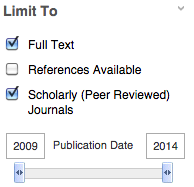 Limit To
Full Text
References Available
Scholarly (Peer Reviewed)
Journals
2009 Publication Date 2014